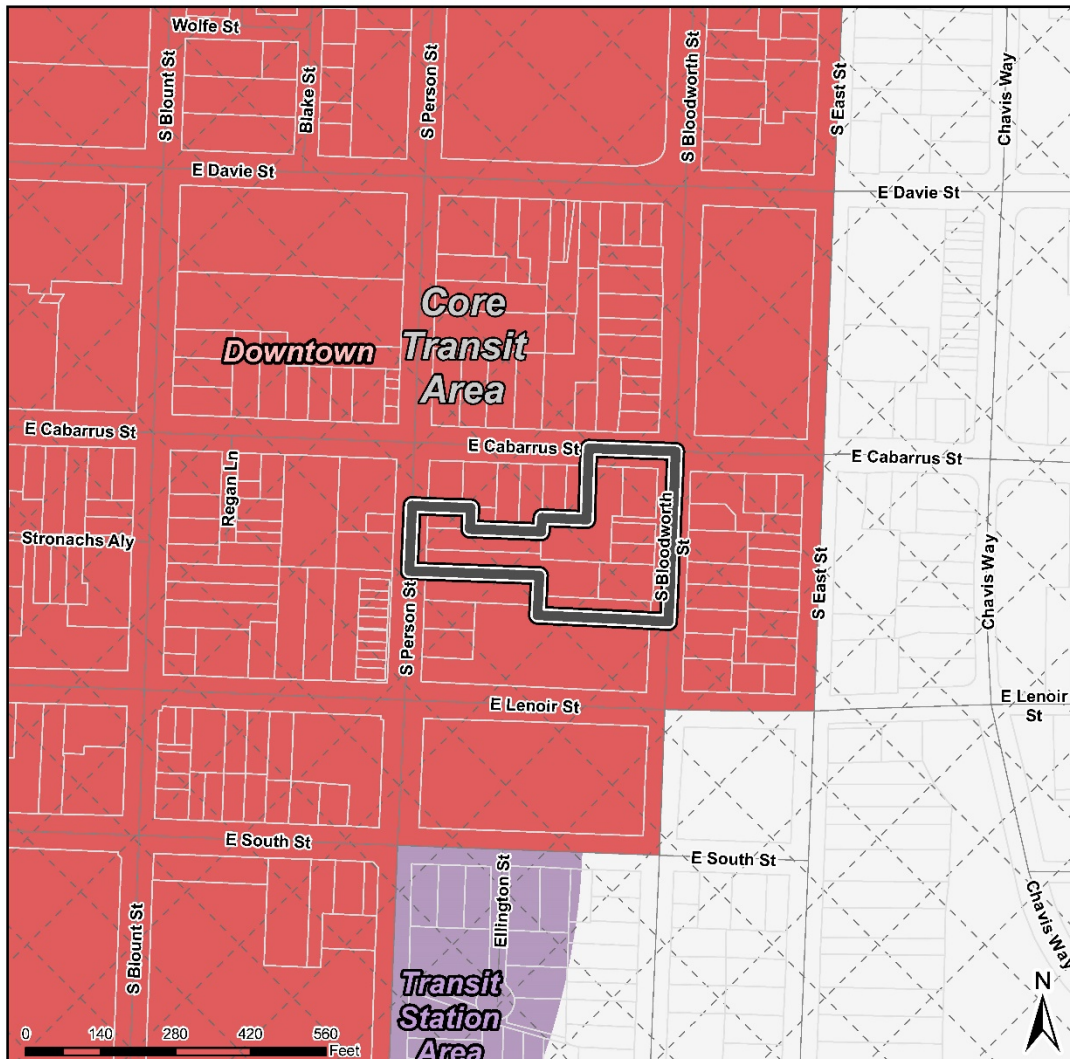 Wolfe St
S Blount St
Blake St
S Person St
S Bloodworth St
S East St
Chavis Way
E Davie St
E Davie St
Core
Transit
Area
Downtown
E Cabarrus St
E Cabarrus St
E Cabarrus St
Regan Ln
Stronachs Aly
S Bloodworth
St
S Person St
S East St
Chavis Way
E Lenoir St
E Lenoir
St
E South St
E South St
Ellington St
S Blount St
Chavis Way
Transit
Station
Area
N
0 140 280 420 560
Feet